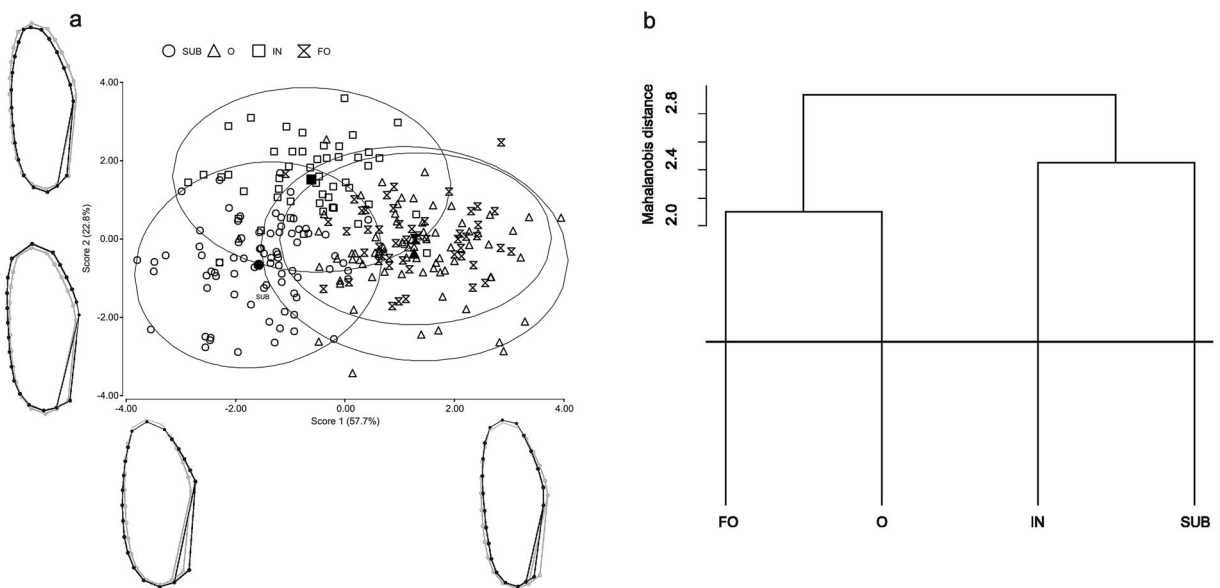 a
SUB O IN FO
4.00
2.00
0.00
-2.00
-4.00
Score 2 (22.8%)
SUB
-4.00 -2.00 0.00 2.00 4.00
Score 1 (57.7%)
b
Mahalanobis distance
2.8
2.4
2.0
FO O IN SUB